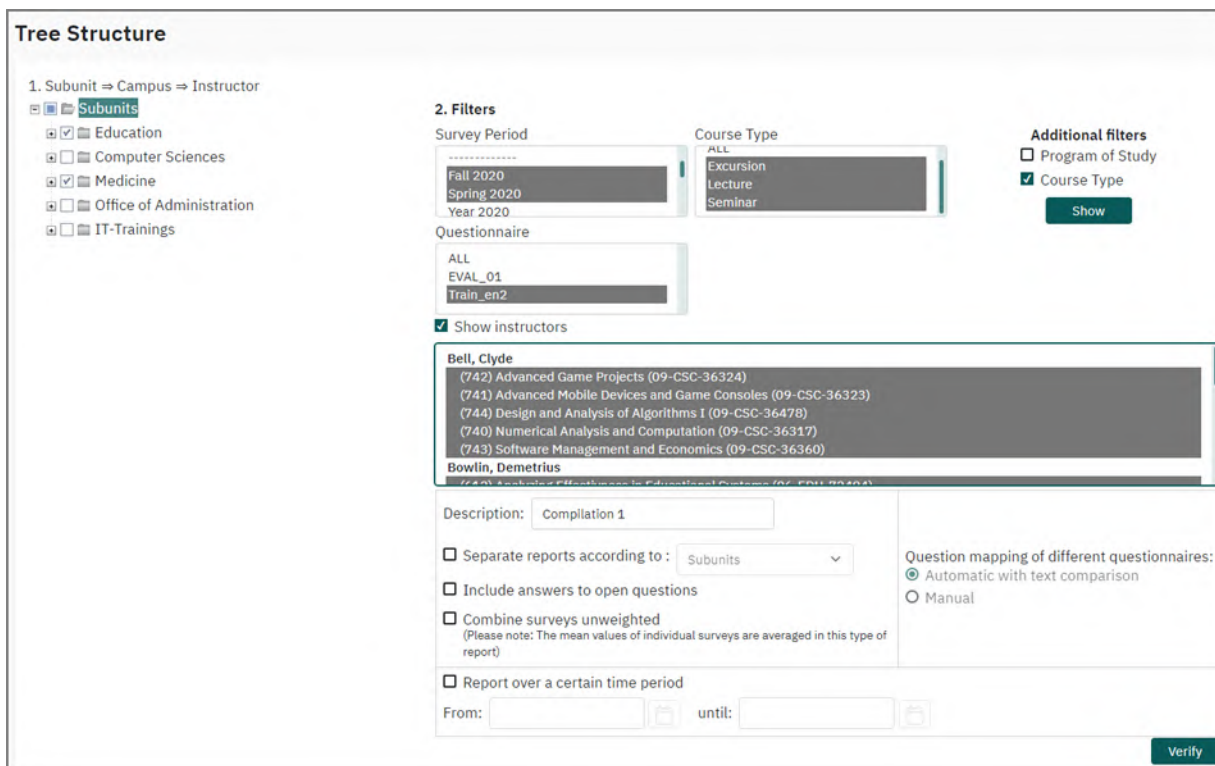 Tree Structure
1. Subunit ⇒ Campus ⇒ Instructor
Subunits
Education
Computer Sciences
Medicine
Office of Administration
IT-Trainings
2. Filters
Survey Period
-------------
Fall 2020
Spring 2020
Year 2020
Course Type
ALL
Excursion
Lecture
Seminar
Additional filters
Program of Study
Course Type
Show
Questionnaire
ALL
EVAL_01
Train_en2
Show instructors
Bell, Clyde
(742) Advanced Game Projects (09-CSC-36324)
(741) Advanced Mobile Devices and Game Consoles (09-CSC-36323)
(744) Design and Analysis of Algorithms I (09-CSC-36478)
(740) Numerical Analysis and Computation (09-CSC-36317)
(743) Software Management and Economics (09-CSC-36360)
Bowlin, Demetrius
Analyzing Effectivness in Educational Systems
Description: Compilation 1
Separate reports according to : Subunits
Include answers to open questions
Combine surveys unweighted
(Please note: The mean values of individual surveys are averaged in this type of
report)
Question mapping of different questionnaires:
Automatic with text comparison
Manual
Report over a certain time period
From: until:
Verify